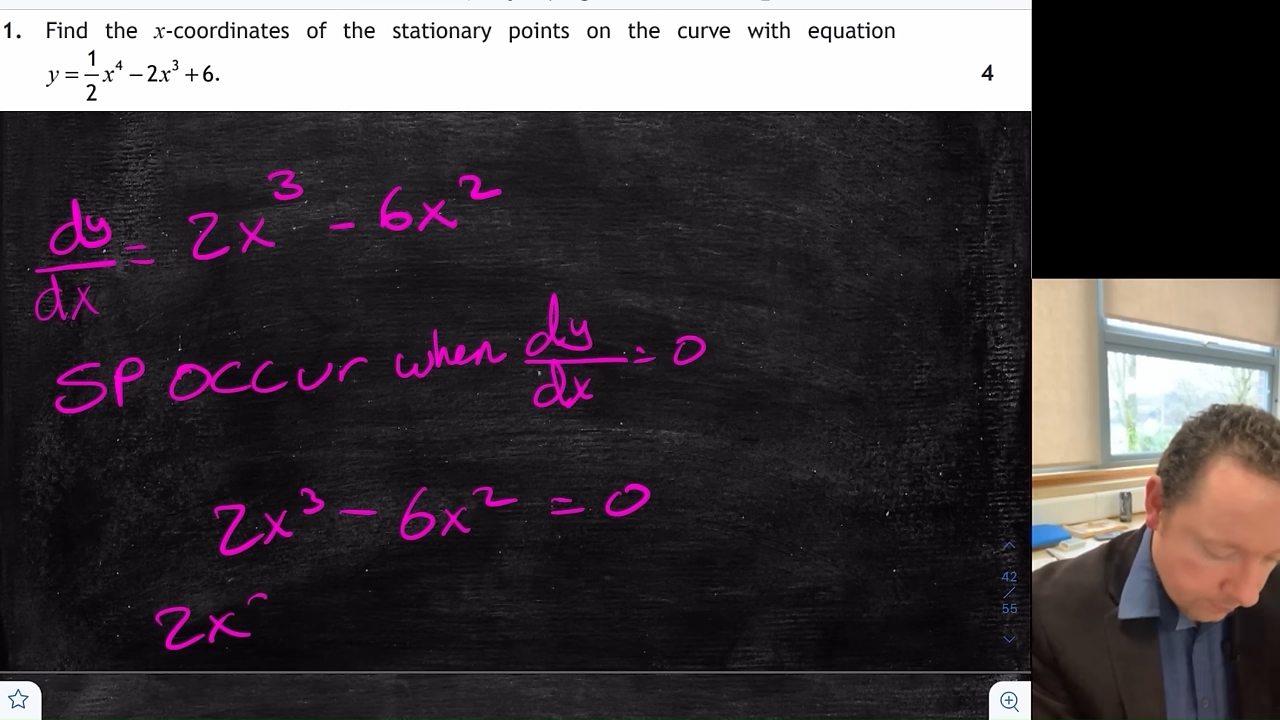 1. Find the x-coordinates of the stationary points on the curve with equation
y = 1/2 x⁴ – 2x³ + 6. 4
dy/dx = 2x³ – 6x²
SP occur when dy/dx = 0
2x³ – 6x² = 0
2x
42
/
55